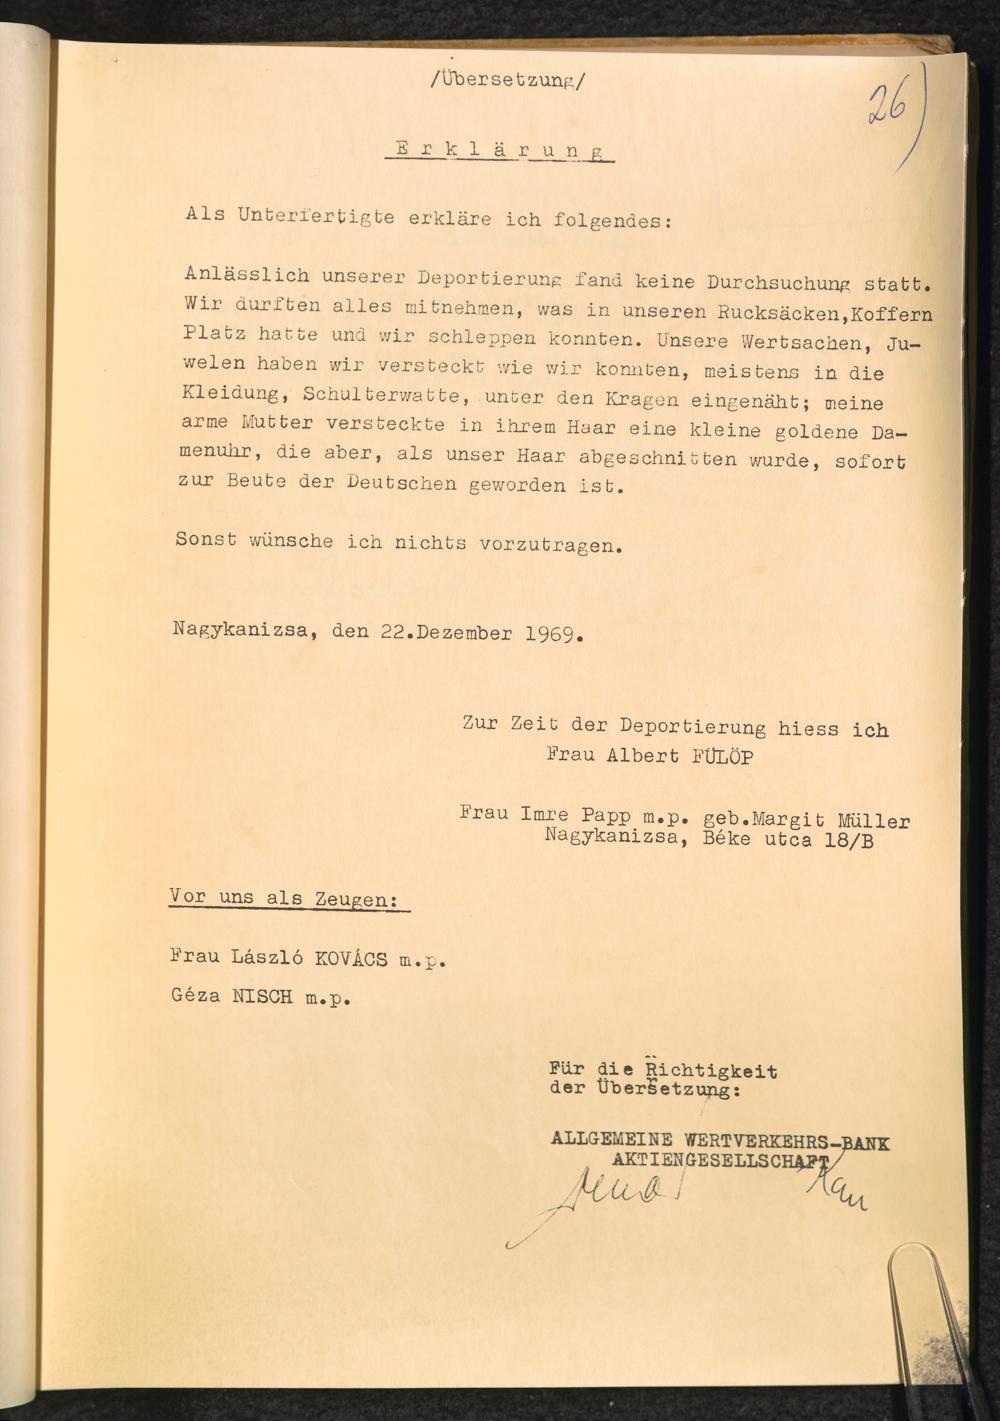 /Übersetzung/
26)
E r k l ä r u n g
Als Unterfertigte erkläre ich folgendes:
Anlässlich unserer Deportierung fand keine Durchsuchung statt.
Wir durften alles mitnehmen, was in unseren Rucksäcken,Koffern
Platz hatte und wir schleppen konnten. Unsere Wertsachen, Ju-
welen haben wir versteckt wie wir konnten, meistens in die
Kleidung, Schulterwatte, unter den Kragen eingenäht; meine
arme Mutter versteckte in ihrem Haar eine kleine goldene Da-
menuhr, die aber, als unser Haar abgeschnitten wurde, sofort
zur Beute der Deutschen geworden ist.
Sonst wünsche ich nichts vorzutragen.
Nagykanizsa, den 22.Dezember 1969.
Zur Zeit der Deportierung hiess ich
Frau Albert FÜLÖP
Frau Imre Papp m.p. geb.Margit Müller
Nagykanizsa, Béke utca 18/B
Vor uns als Zeugen:
Frau László KOVÁCS m.p.
Géza NISCH m.p.
Für die Richtigkeit
der Übersetzung:
ALLGEMEINE WERTVERKEHRS-BANK
AKTIENGESELLSCHAFT